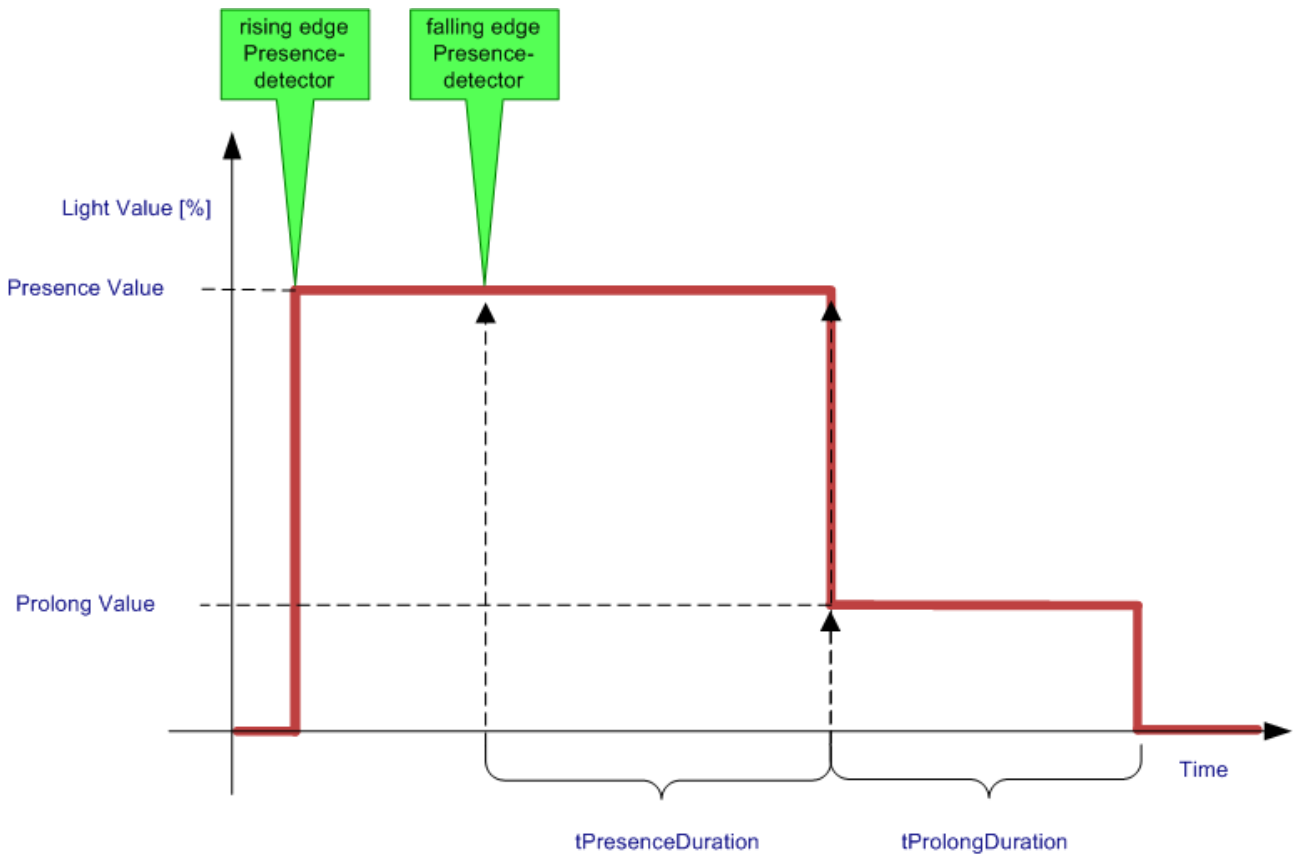 rising edge
Presence-
detector
falling edge
Presence-
detector
Light Value [%]
Presence Value
Prolong Value
Time
tPresenceDuration
tProlongDuration